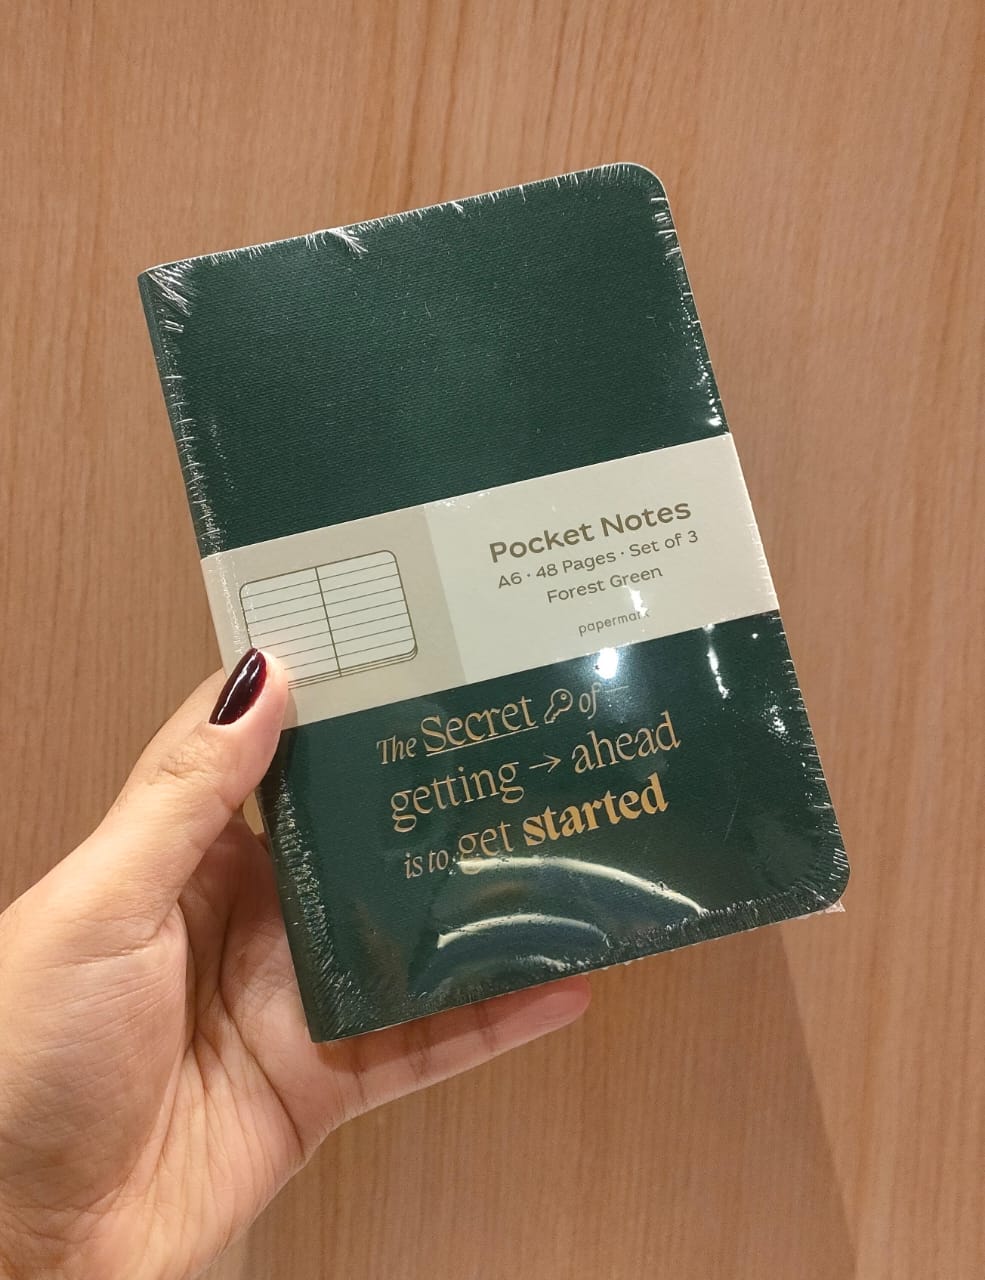 Pocket Notes
A6 · 48 Pages · Set of 3
Forest Green
papermark
The Secret of
getting → ahead
is to get started